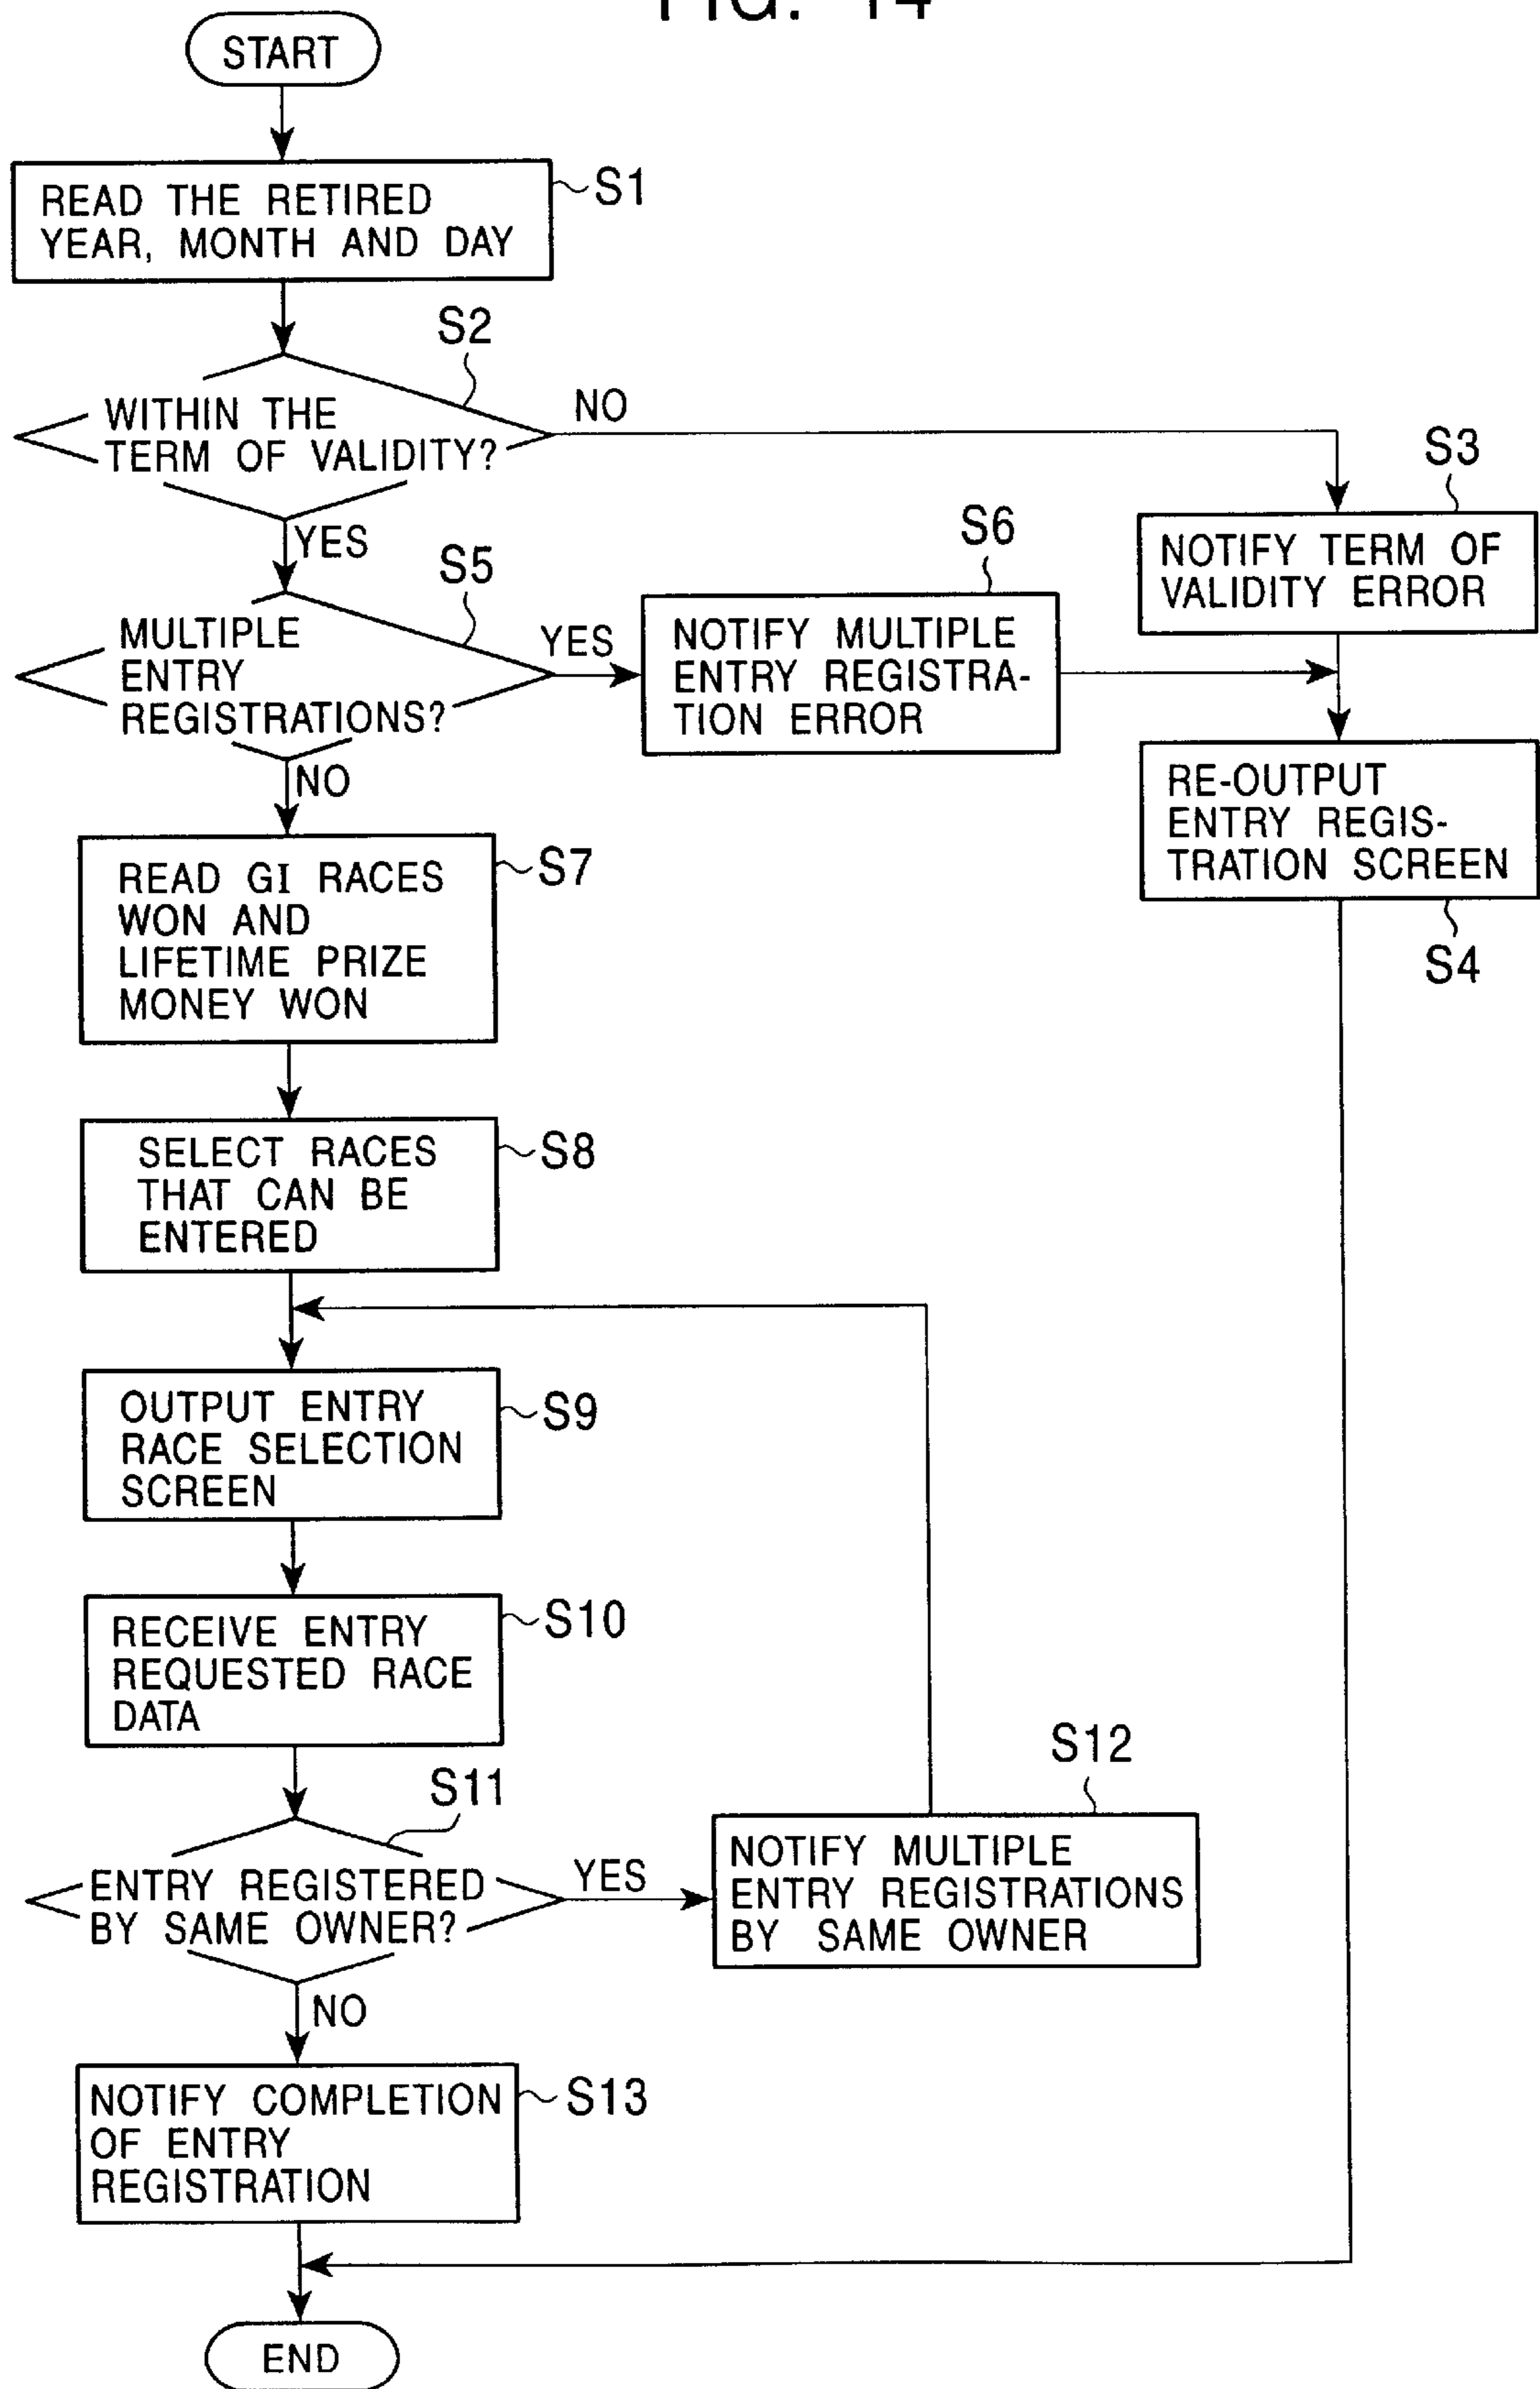 FIG. 14
START
READ THE RETIRED
YEAR, MONTH AND DAY
S1
S2
WITHIN THE
TERM OF VALIDITY?
NO
S3
NOTIFY TERM OF
VALIDITY ERROR
YES
S5
MULTIPLE
ENTRY
REGISTRATIONS?
YES
S6
NOTIFY MULTIPLE
ENTRY REGISTRA-
TION ERROR
RE-OUTPUT
ENTRY REGIS-
TRATION SCREEN
S4
NO
READ GI RACES
WON AND
LIFETIME PRIZE
MONEY WON
S7
SELECT RACES
THAT CAN BE
ENTERED
S8
OUTPUT ENTRY
RACE SELECTION
SCREEN
S9
RECEIVE ENTRY
REQUESTED RACE
DATA
S10
S11
ENTRY REGISTERED
BY SAME OWNER?
YES
S12
NOTIFY MULTIPLE
ENTRY REGISTRATIONS
BY SAME OWNER
NO
NOTIFY COMPLETION
OF ENTRY
REGISTRATION
S13
END